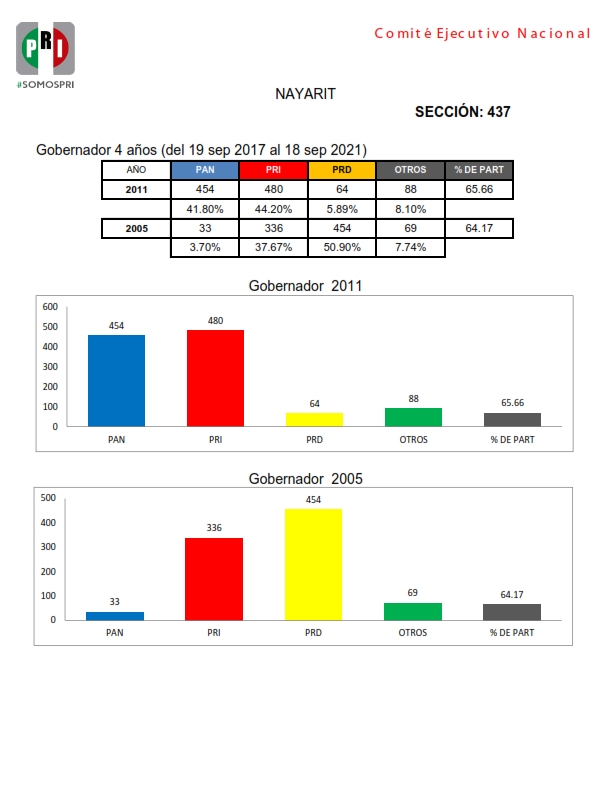 PRI
#SOMOSPRI
Comité Ejecutivo Nacional
NAYARIT
SECCIÓN: 437
Gobernador 4 años (del 19 sep 2017 al 18 sep 2021)
AÑO PAN PRI PRD OTROS % DE PART
2011 454 480 64 88 65.66
41.80% 44.20% 5.89% 8.10%
2005 33 336 454 69 64.17
3.70% 37.67% 50.90% 7.74%
Gobernador 2011
600
500
400
300
200
100
0
454 480 64 88 65.66
PAN PRI PRD OTROS % DE PART
Gobernador 2005
500
400
300
200
100
0
33 336 454 69 64.17
PAN PRI PRD OTROS % DE PART